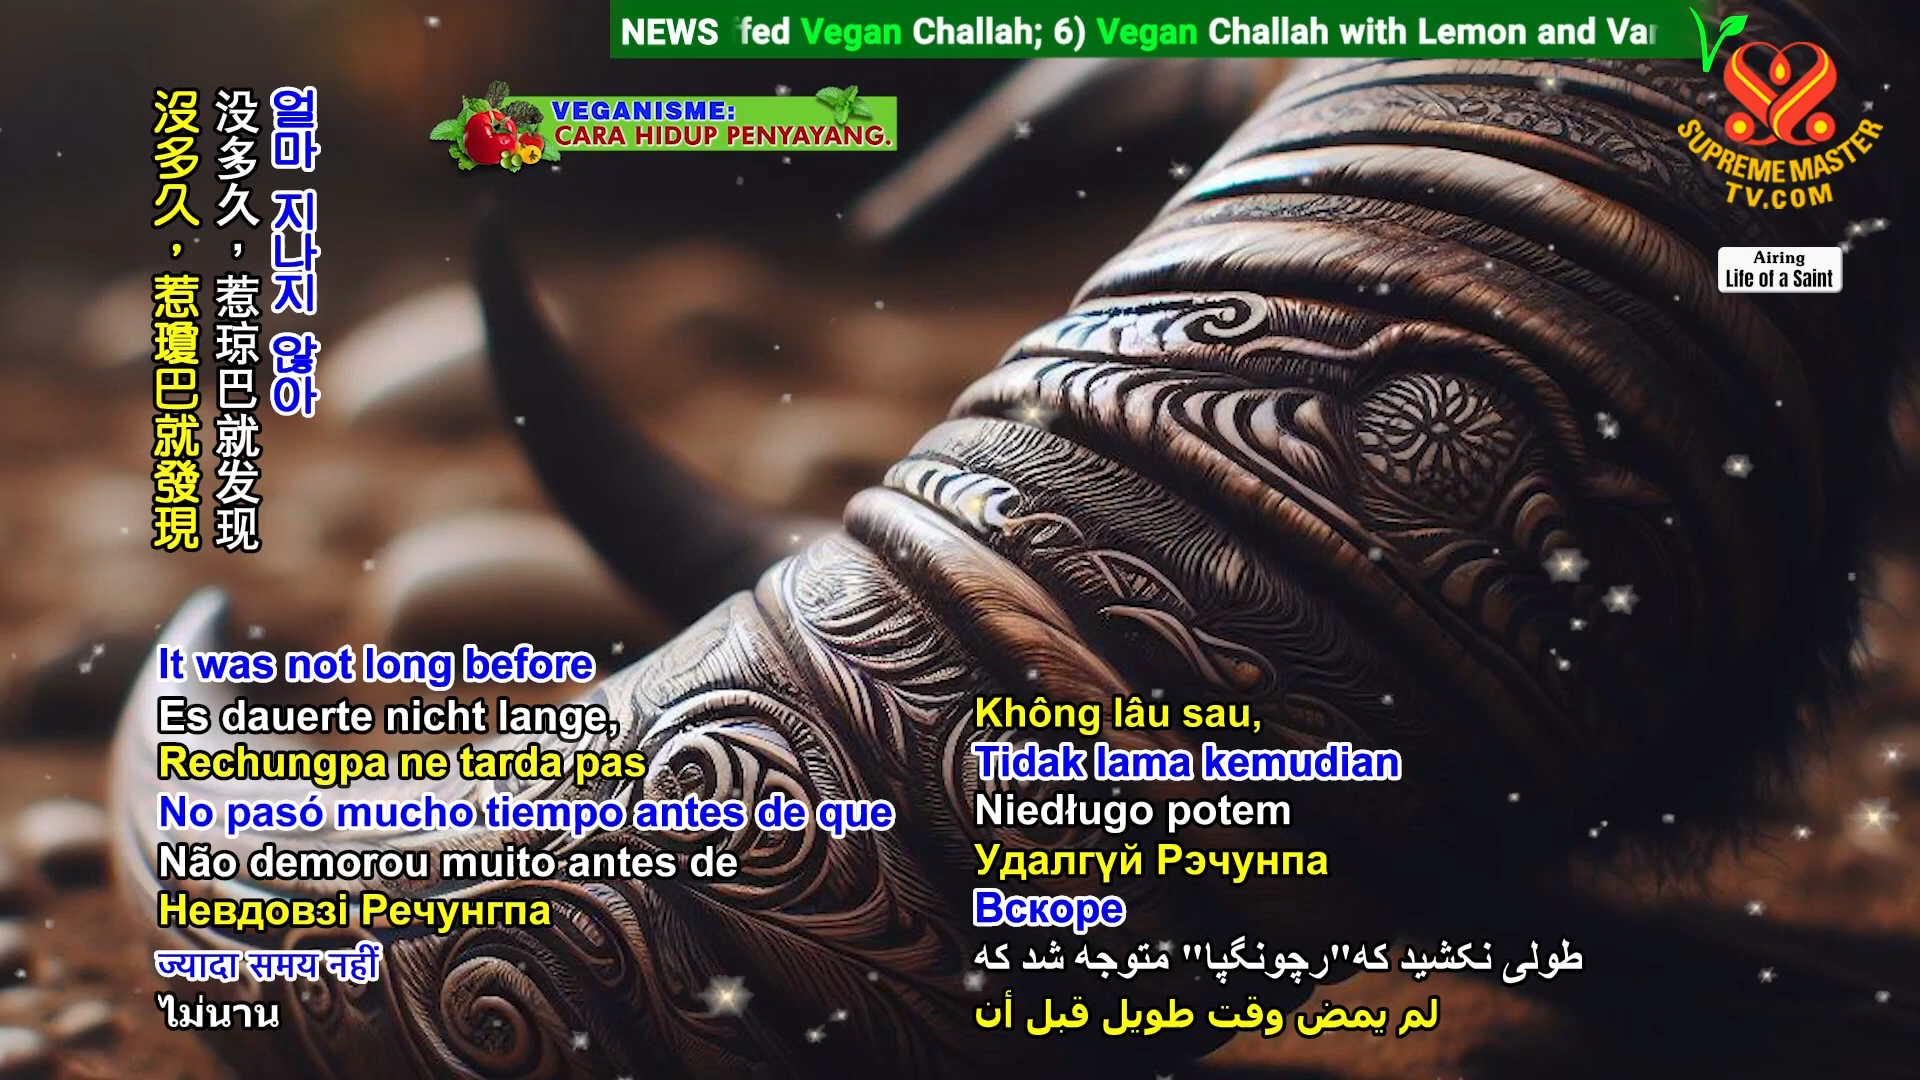 NEWS fed Vegan Challah; 6) Vegan Challah with Lemon and Var
VEGANISME:
CARA HIDUP PENYAYANG.
SUPREME MASTER
TV.COM
Airing
Life of a Saint
얼마 지나지 않아
没多久，惹琼巴就发现
沒多久，惹瓊巴就發現
It was not long before
Es dauerte nicht lange,
Rechungpa ne tarda pas
No pasó mucho tiempo antes de que
Não demorou muito antes de
Невдовзі Речунгпа
ज्यादा समय नहीं
ไม่นาน
Không lâu sau,
Tidak lama kemudian
Niedługo potem
Удалгүй Рэчунпа
Вскоре
طولی نکشید که"رچونگپا" متوجه شد که
لم يمض وقت طويل قبل أن